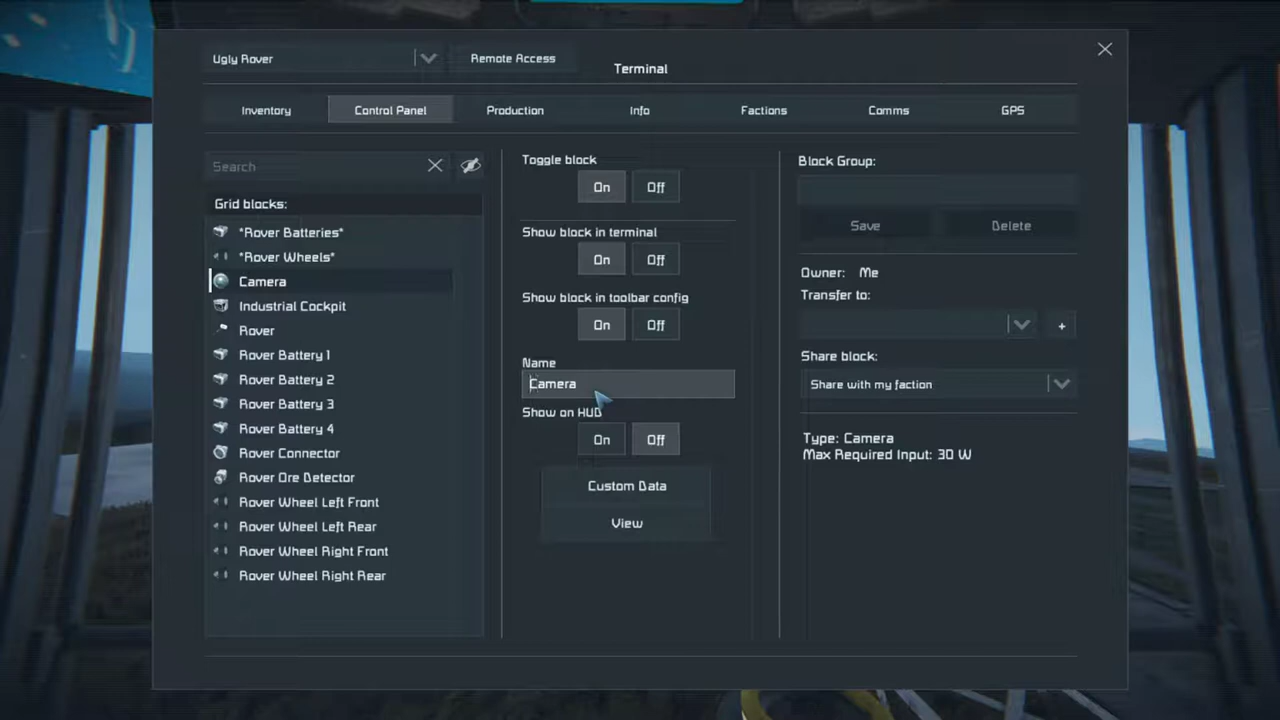 Ugly Rover
Remote Access
Terminal
Inventory
Control Panel
Production
Info
Factions
Comms
GPS
Search
Grid blocks:
*Rover Batteries*
*Rover Wheels*
Camera
Industrial Cockpit
Rover
Rover Battery 1
Rover Battery 2
Rover Battery 3
Rover Battery 4
Rover Connector
Rover Ore Detector
Rover Wheel Left Front
Rover Wheel Left Rear
Rover Wheel Right Front
Rover Wheel Right Rear
Toggle block
On Off
Show block in terminal
On Off
Show block in toolbar config
On Off
Name
Camera
Show on HUD
On Off
Custom Data
View
Block Group:
Save Delete
Owner: Me
Transfer to:
+
Share block:
Share with my faction
Type: Camera
Max Required Input: 30 W